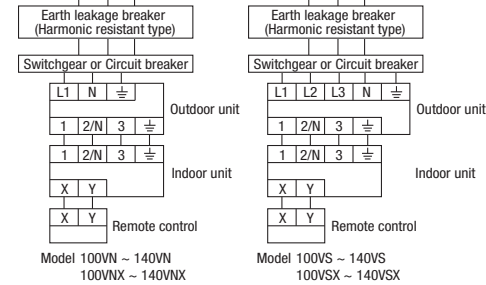 Earth leakage breaker
(Harmonic resistant type)
Switchgear or Circuit breaker
L1 N ⏚
Outdoor unit
1 2/N 3 ⏚
1 2/N 3 ⏚
Indoor unit
X Y
X Y
Remote control
Model 100VN ~ 140VN
100VNX ~ 140VNX
Earth leakage breaker
(Harmonic resistant type)
Switchgear or Circuit breaker
L1 L2 L3 N ⏚
Outdoor unit
1 2/N 3 ⏚
1 2/N 3 ⏚
Indoor unit
X Y
X Y
Remote control
Model 100VS ~ 140VS
100VSX ~ 140VSX